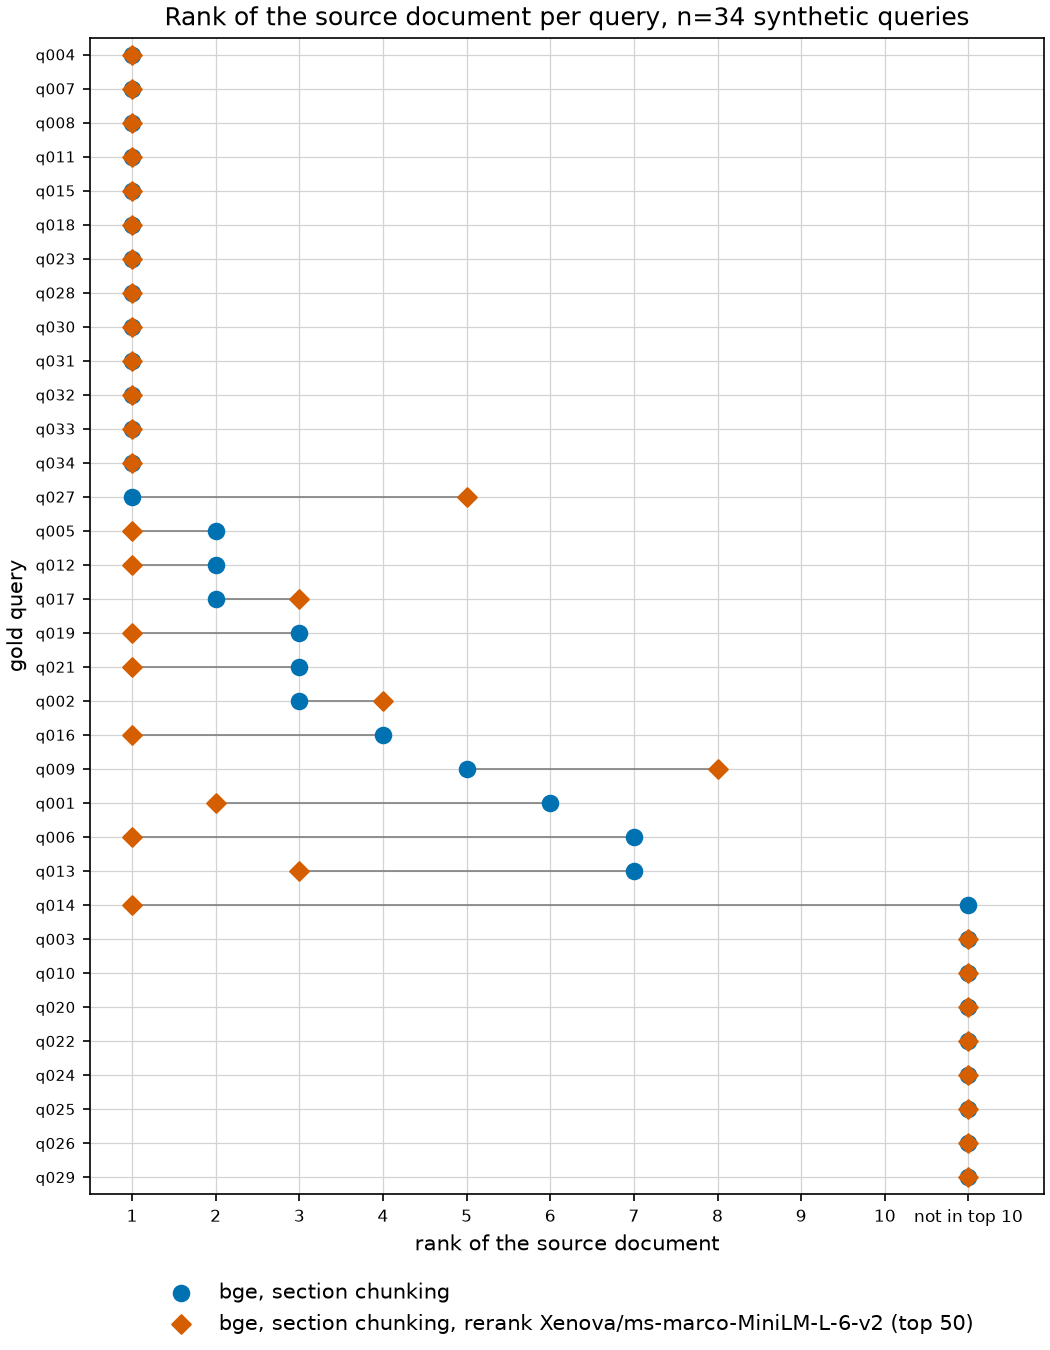 Rank of the source document per query, n=34 synthetic queries
gold query
q004
q007
q008
q011
q015
q018
q023
q028
q030
q031
q032
q033
q034
q027
q005
q012
q017
q019
q021
q002
q016
q009
q001
q006
q013
q014
q003
q010
q020
q022
q024
q025
q026
q029
1 2 3 4 5 6 7 8 9 10 not in top 10
rank of the source document
bge, section chunking
bge, section chunking, rerank Xenova/ms-marco-MiniLM-L-6-v2 (top 50)